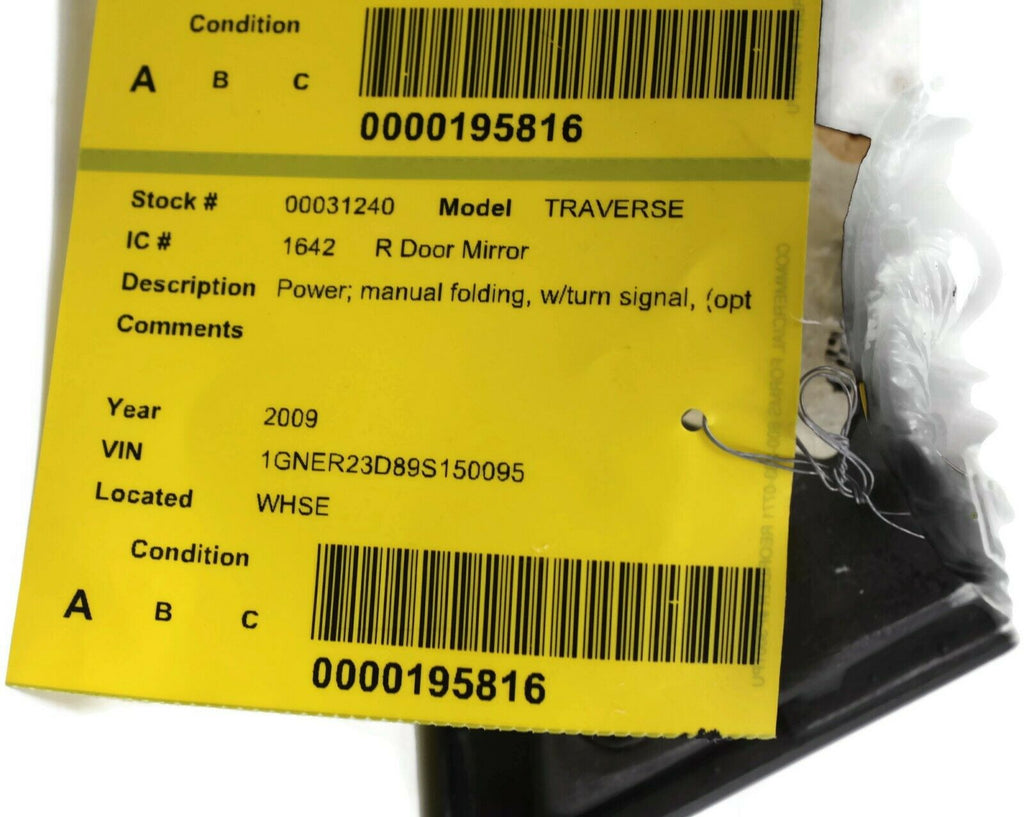 Condition
A B C
0000195816
Stock # 00031240 Model TRAVERSE
IC # 1642 R Door Mirror
Description Power; manual folding, w/turn signal, (opt
Comments
Year 2009
VIN 1GNER23D89S150095
Located WHSE
Condition
A B C
0000195816